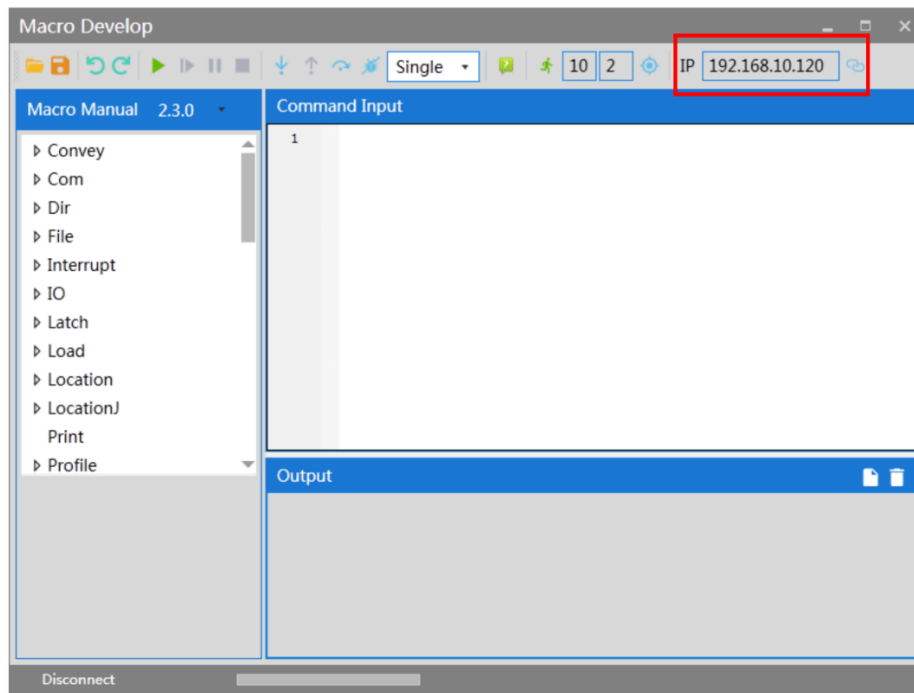 Macro Develop
Single 10 2 IP 192.168.10.120
Macro Manual 2.3.0
Convey
Com
Dir
File
Interrupt
IO
Latch
Load
Location
LocationJ
Print
Profile
Command Input
1
Output
Disconnect